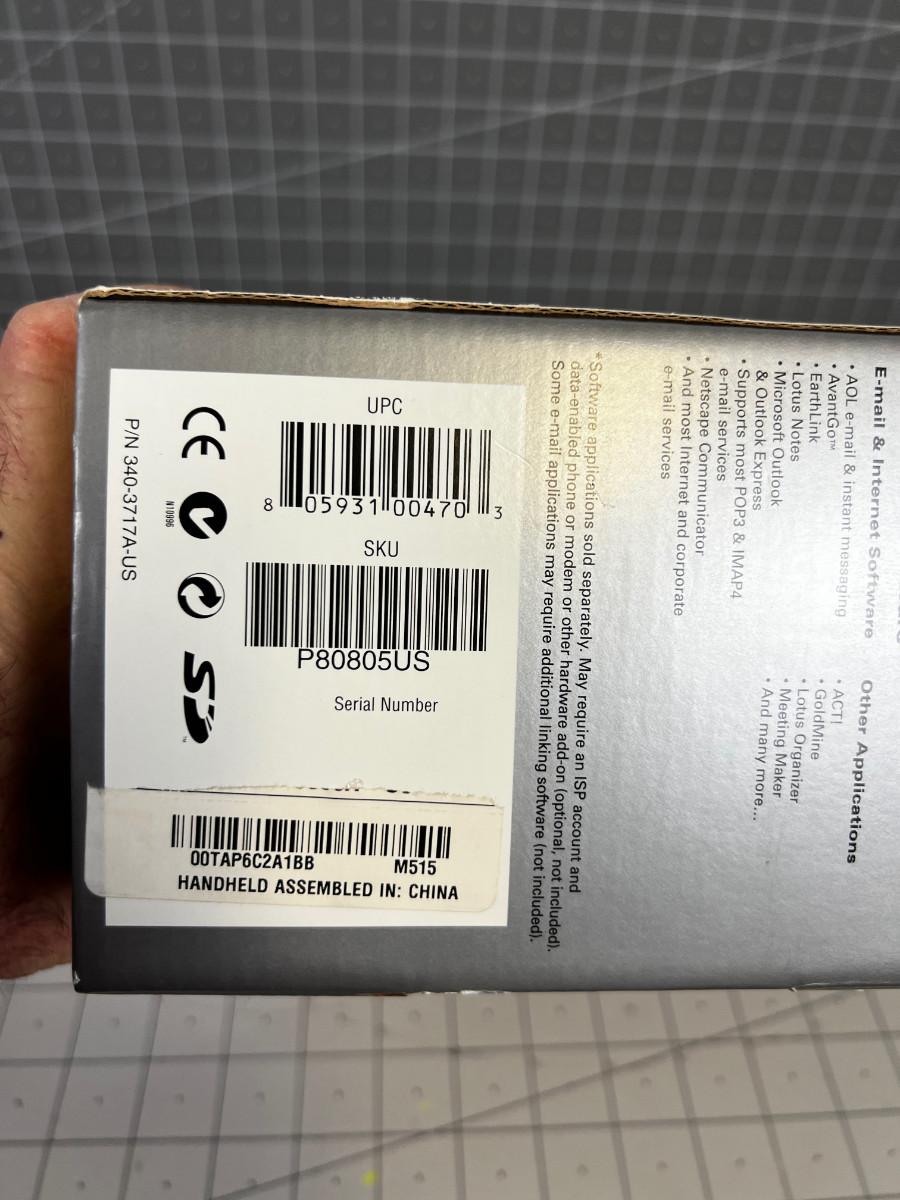 E-mail & Internet Software
• AOL e-mail & instant messaging
• AvantGo™
• EarthLink
• Lotus Notes
• Microsoft Outlook
& Outlook Express
• Supports most POP3 & IMAP4
e-mail services
• Netscape Communicator
• And most Internet and corporate
e-mail services
Other Applications
• ACT!
• GoldMine
• Lotus Organizer
• Meeting Maker
• And many more...
*Software applications sold separately. May require an ISP account and
data-enabled phone or modem or other hardware add-on (optional, not included).
Some e-mail applications may require additional linking software (not included).
UPC
8 05931 00470 3
SKU
P80805US
Serial Number
00TAP6C2A1BB M515
HANDHELD ASSEMBLED IN: CHINA
CE
N10996
SD™
P/N 340-3717A-US